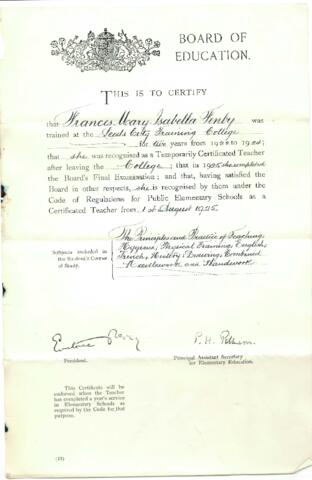 BOARD OF
EDUCATION.
THIS IS TO CERTIFY
that Frances Mary Isabella Fenby was
trained at the Leeds City Training College
for two years from 1922 to 1924;
that she was recognised as a Temporarily Certificated Teacher
after leaving the College; that in 1925 she completed
the Board's Final Examination; and that, having satisfied the
Board in other respects, she is recognised by them under the
Code of Regulations for Public Elementary Schools as a
Certificated Teacher from 1st August 1925.
Subjects included in
the Student's Course
of Study.
The Principles and Practice of Teaching,
Hygiene, Physical Training, English,
French, History, Drawing, Combined
Needlework and Handwork
Eustace Percy
President.
P. H. Pelham
Principal Assistant Secretary
for Elementary Education.
This Certificate will be
endorsed when the Teacher
has completed a year's service
in Elementary Schools as
required by the Code for that
purpose.